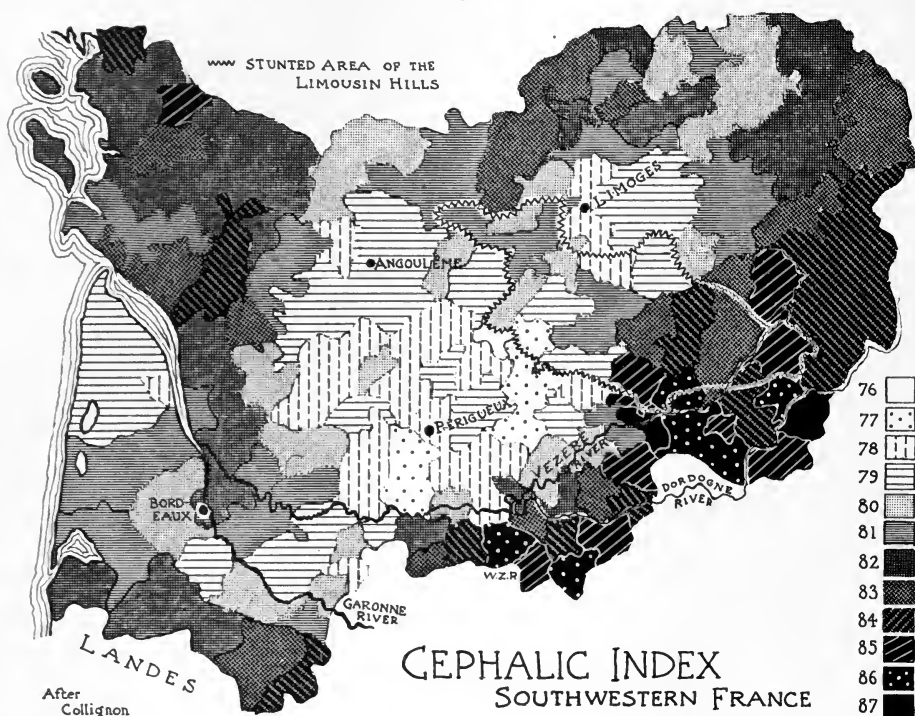 STUNTED AREA OF THE
LIMOUSIN HILLS
LIMOGES
ANGOULÊME
PÉRIGUEUX
VEZÈRE
RIVER
DORDOGNE
RIVER
BORD-
EAUX
W.Z.R.
GARONNE
RIVER
LANDES
After
Collignon
CEPHALIC INDEX
SOUTHWESTERN FRANCE
76
77
78
79
80
81
82
83
84
85
86
87